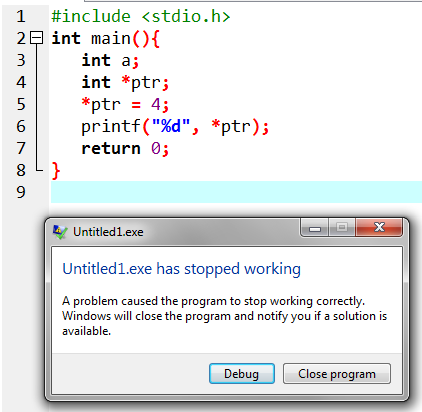 1 #include <stdio.h>
2 int main(){
3 int a;
4 int *ptr;
5 *ptr = 4;
6 printf("%d", *ptr);
7 return 0;
8 }
9
Untitled1.exe
Untitled1.exe has stopped working
A problem caused the program to stop working correctly.
Windows will close the program and notify you if a solution is
available.
Debug Close program